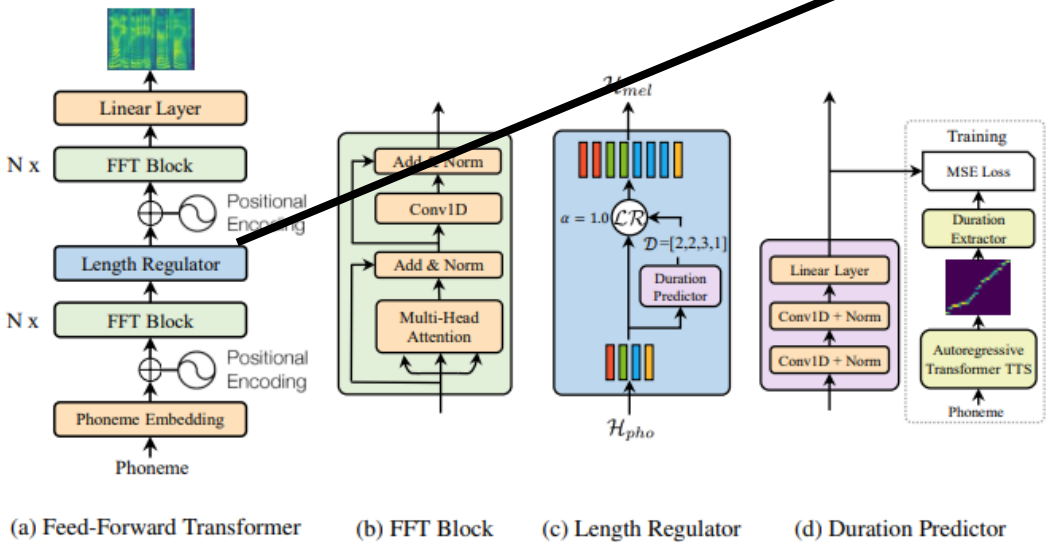 Linear Layer
N x
FFT Block
Positional
Encoding
Length Regulator
N x
FFT Block
Positional
Encoding
Phoneme Embedding
Phoneme
(a) Feed-Forward Transformer
Add & Norm
Conv1D
Add & Norm
Multi-Head
Attention
(b) FFT Block
α = 1.0
LR
𝒟=[2,2,3,1]
Duration
Predictor
ℋpho
(c) Length Regulator
Linear Layer
Conv1D + Norm
Conv1D + Norm
Training
MSE Loss
Duration
Extractor
Autoregressive
Transformer TTS
Phoneme
(d) Duration Predictor